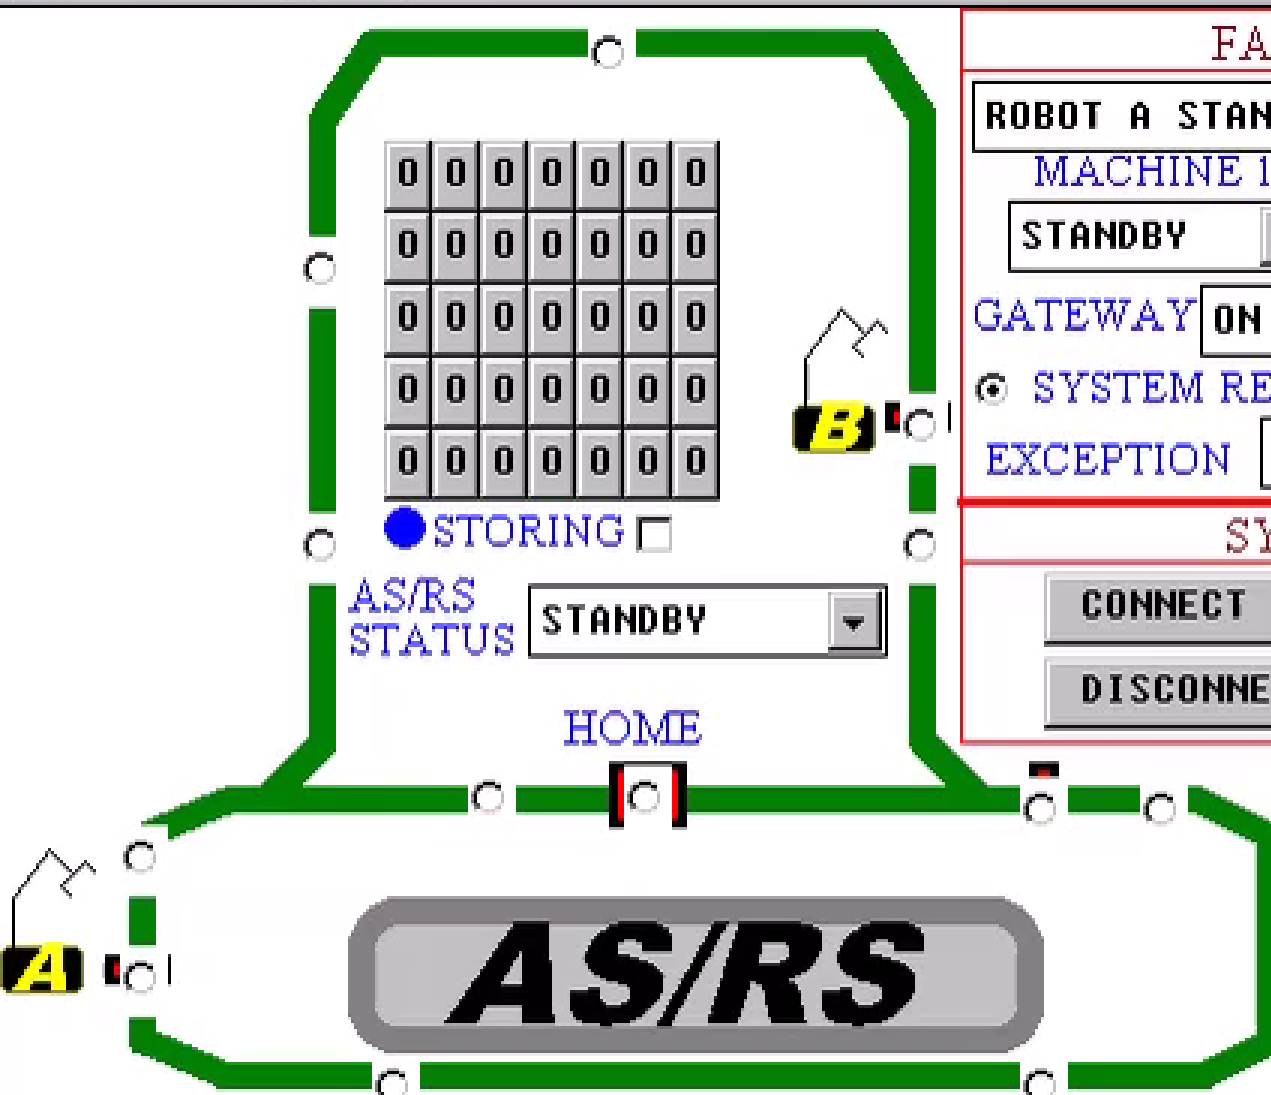 FA
ROBOT A STAN
MACHINE 1
STANDBY
GATEWAY ON
SYSTEM RE
EXCEPTION
0 0 0 0 0 0 0
0 0 0 0 0 0 0
0 0 0 0 0 0 0
0 0 0 0 0 0 0
0 0 0 0 0 0 0
B
STORING
AS/RS
STATUS
STANDBY
SY
CONNECT
DISCONNE
HOME
A
AS/RS